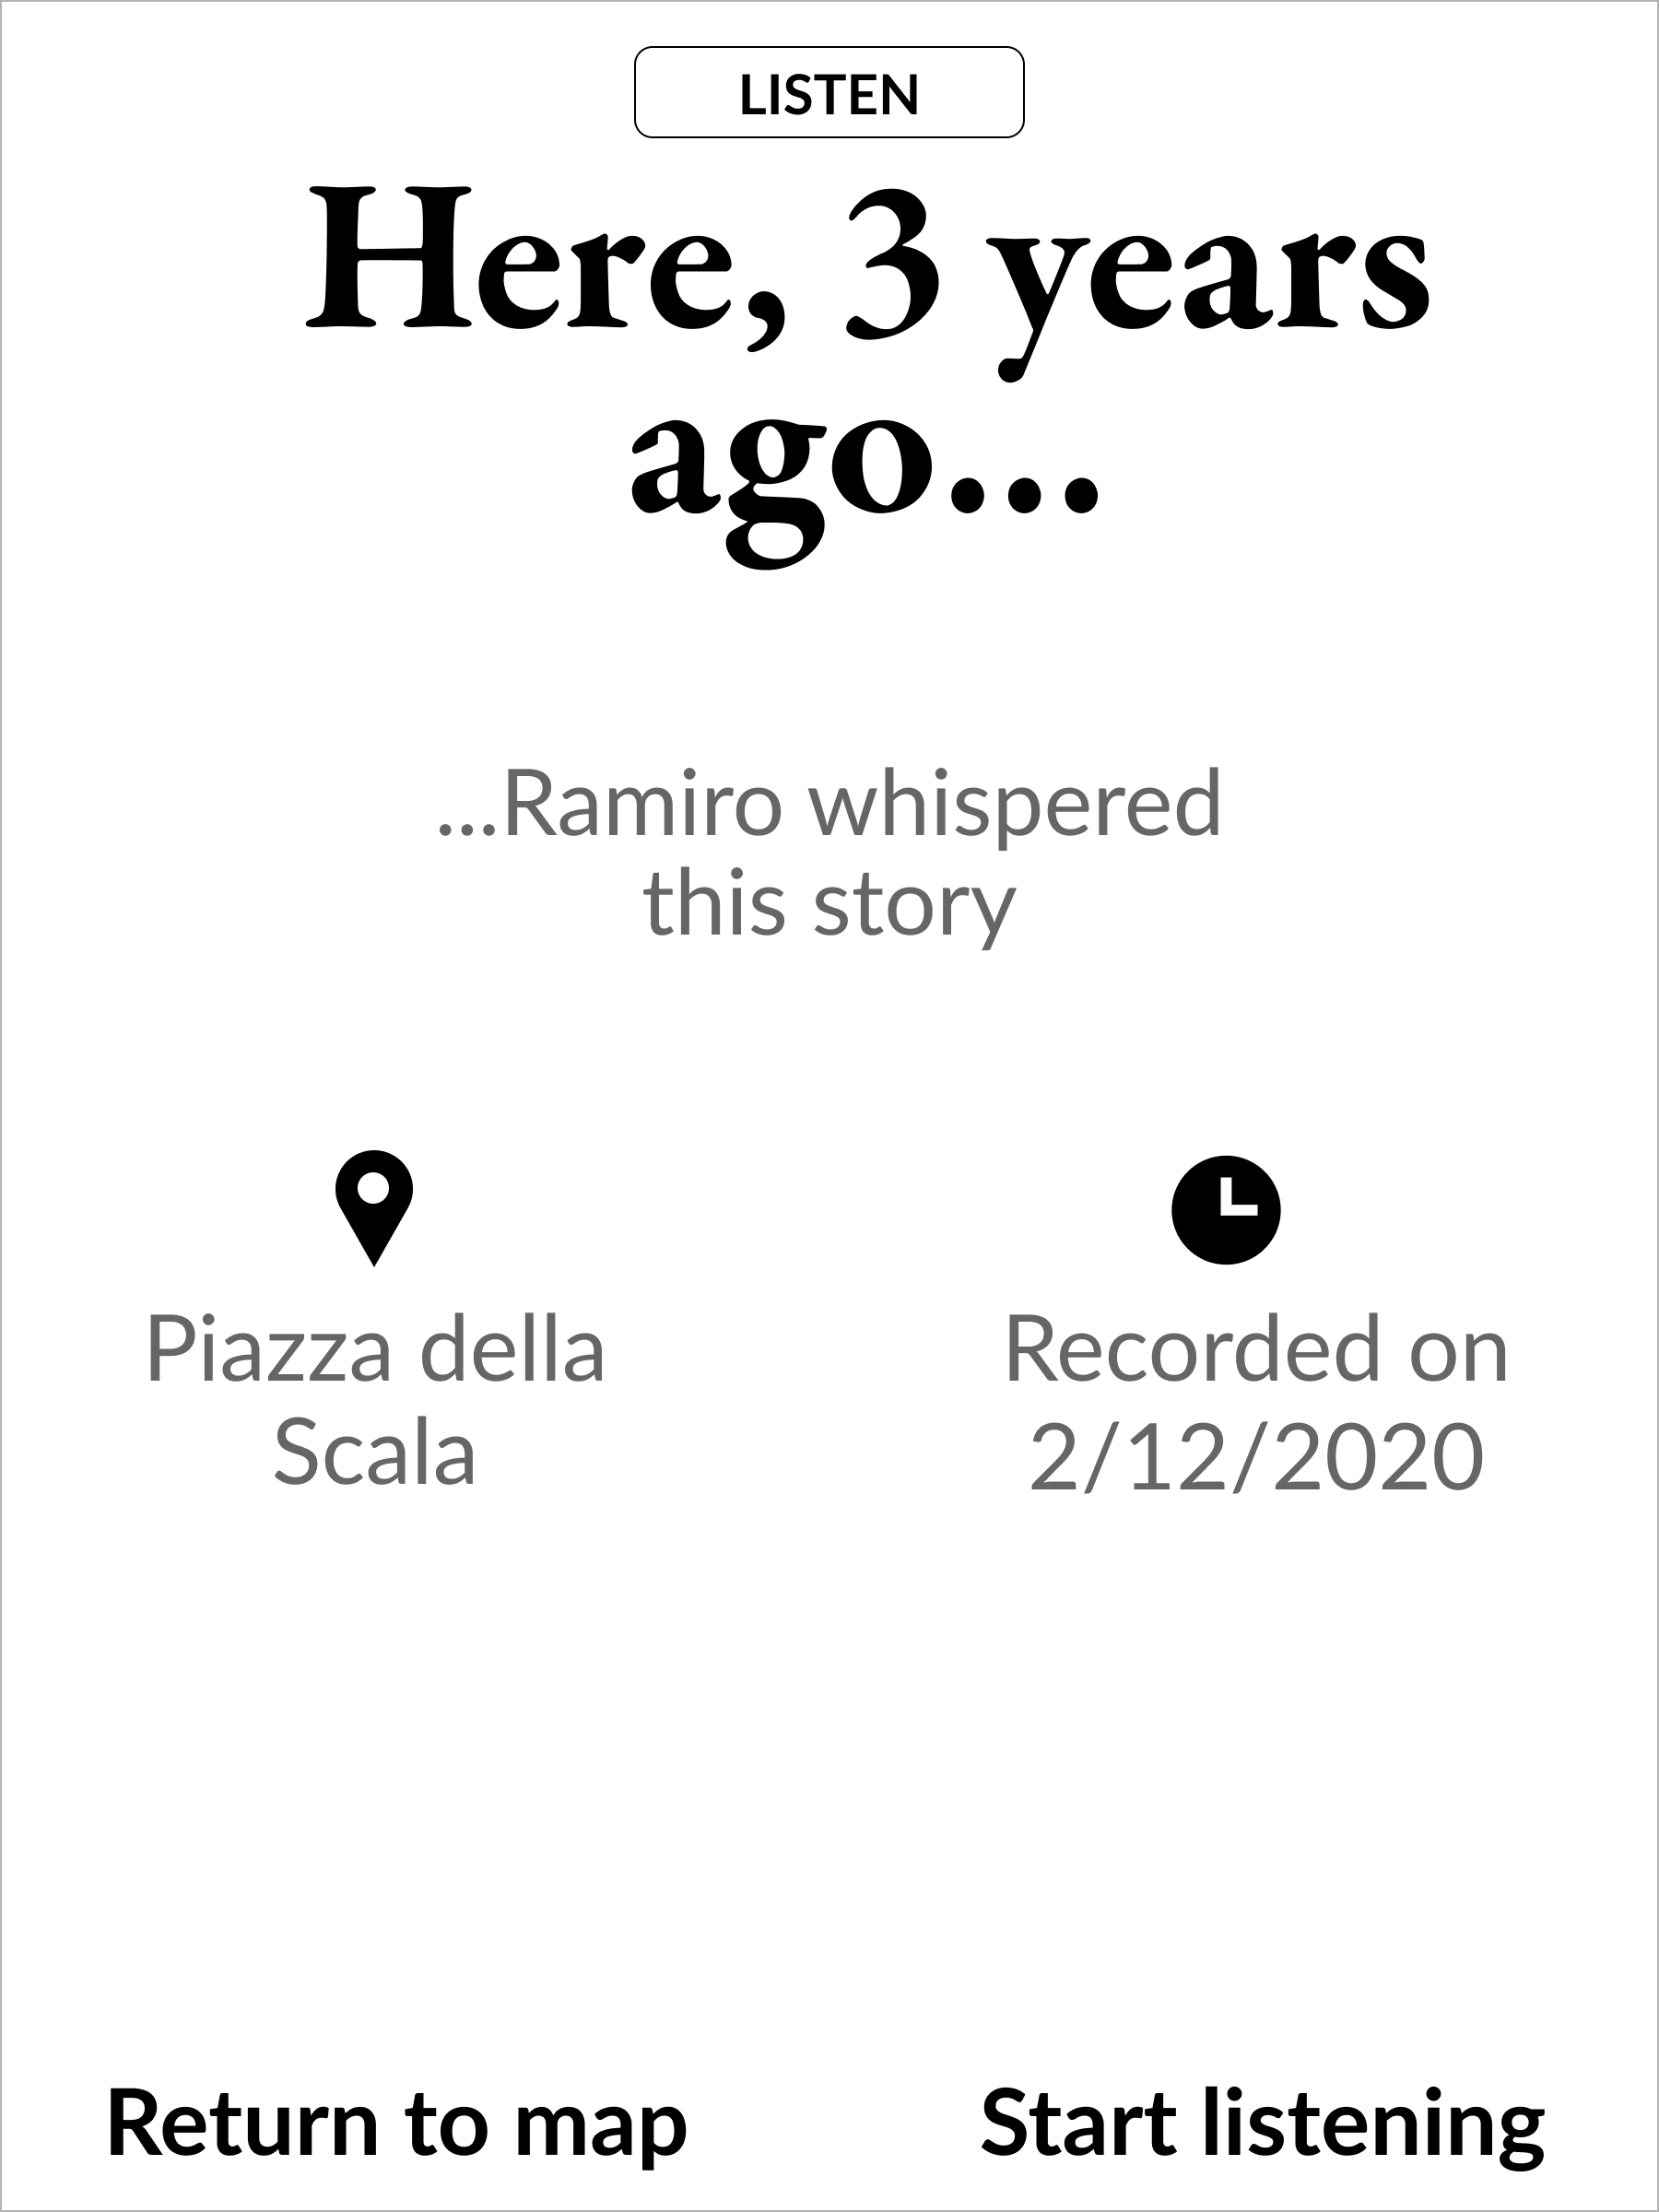 LISTEN
Here, 3 years
ago...
...Ramiro whispered
this story
Piazza della
Scala
Recorded on
2/12/2020
Return to map
Start listening